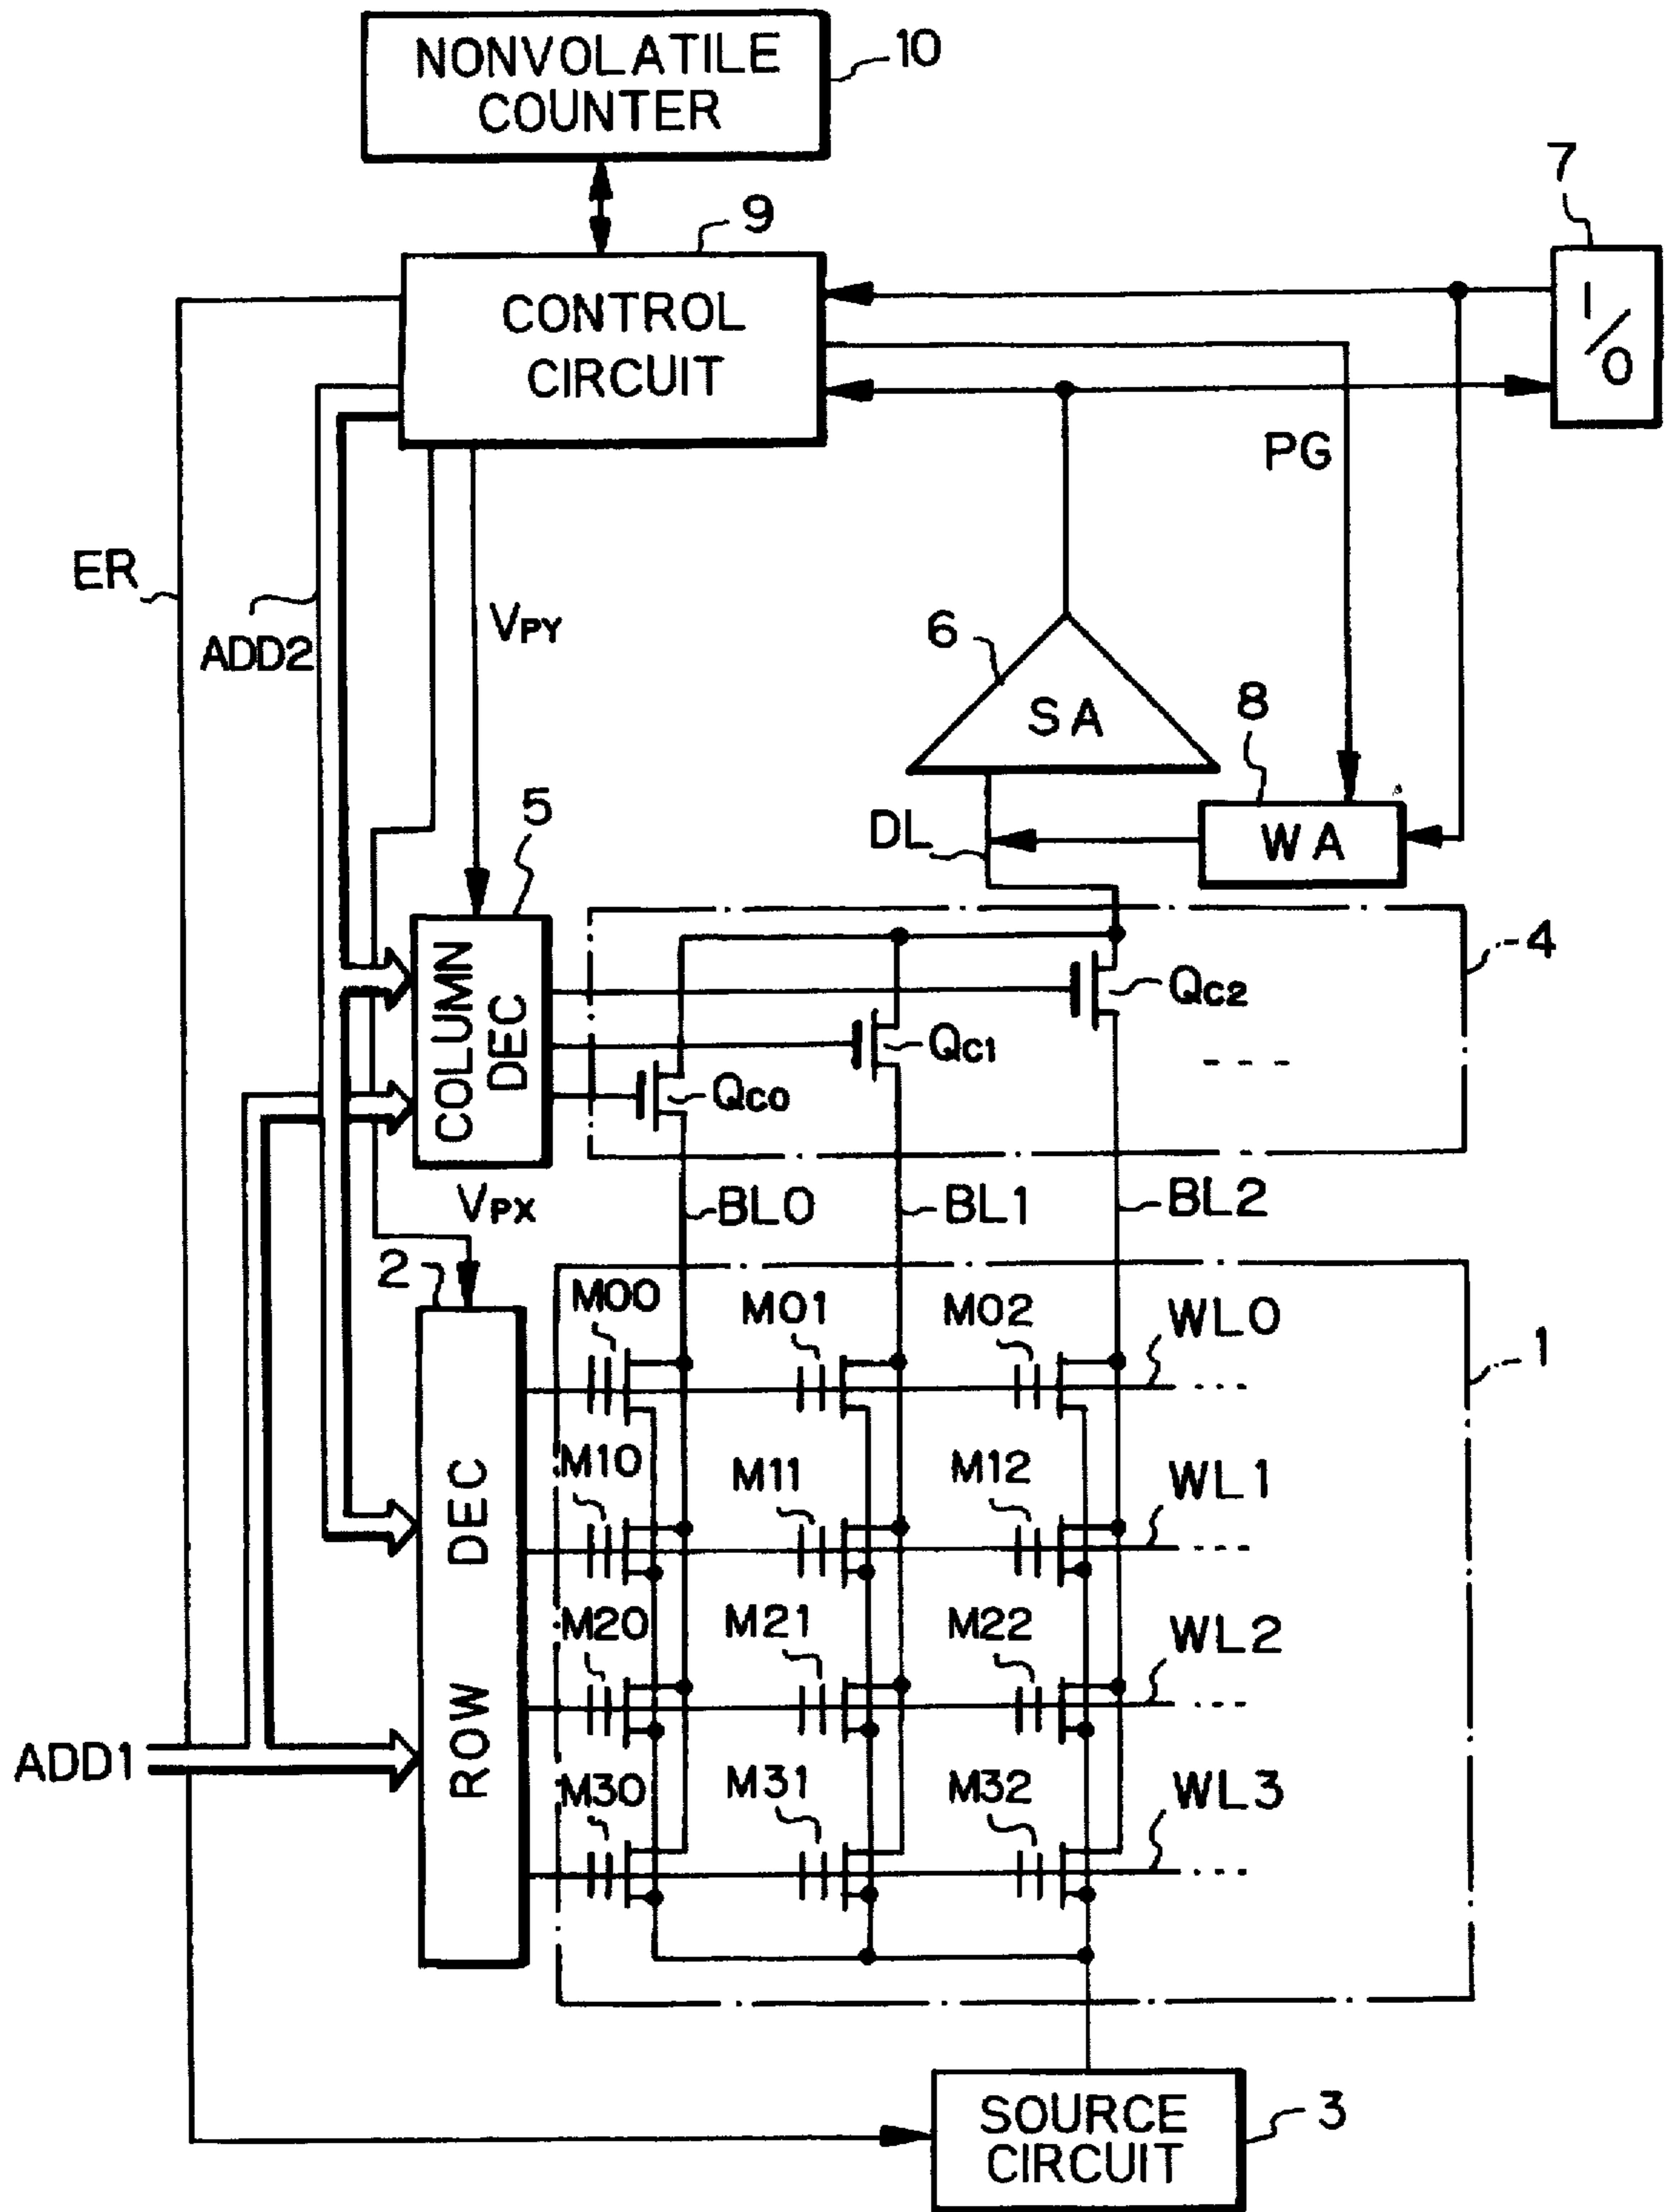 NONVOLATILE
COUNTER
10
9
7
CONTROL
CIRCUIT
I/O
PG
ER
ADD2
VPY
6
SA
8
WA
5
DL
4
COLUMN
DEC
QC2
QC1
QC0
VPX
BL0
BL1
BL2
2
M00
M01
M02
WL0
1
ROW DEC
M10
M11
M12
WL1
M20
M21
M22
WL2
ADD1
M30
M31
M32
WL3
SOURCE
CIRCUIT
3